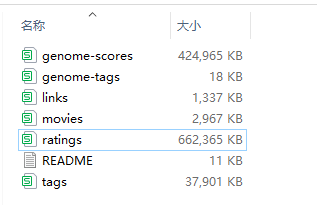 名称 大小
genome-scores 424,965 KB
genome-tags 18 KB
links 1,337 KB
movies 2,967 KB
ratings 662,365 KB
README 11 KB
tags 37,901 KB